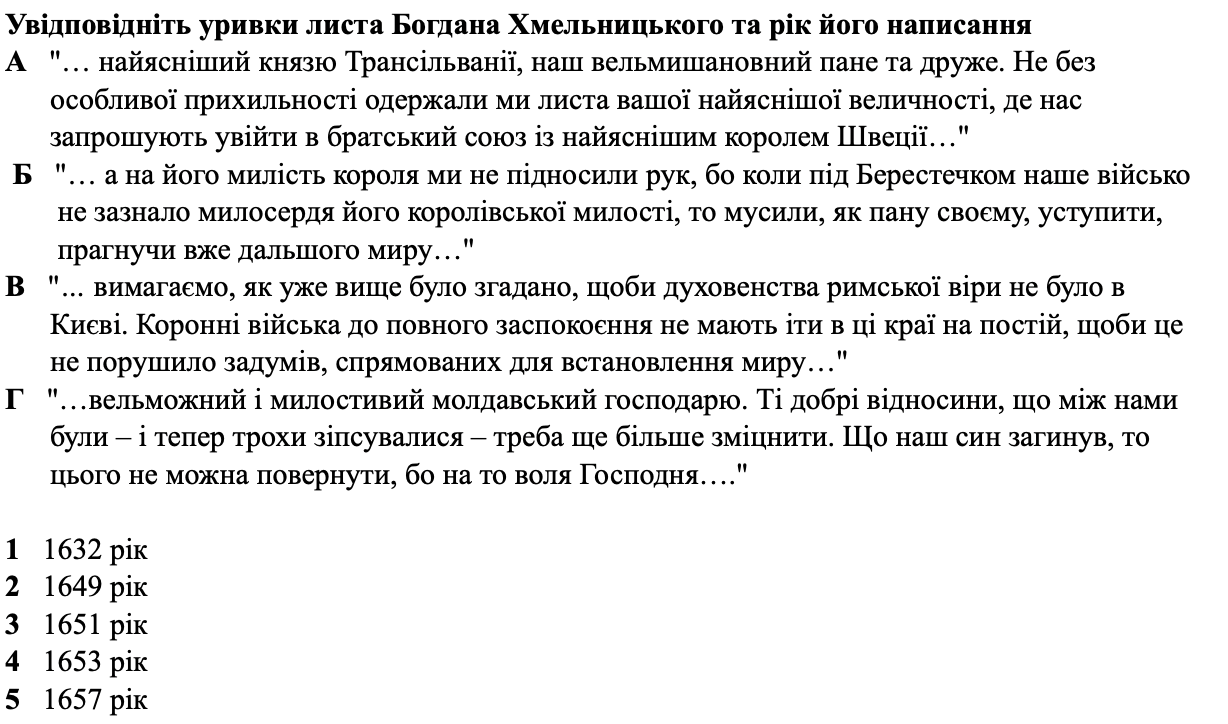 Увідповідніть уривки листа Богдана Хмельницького та рік його написання
А "… найясніший князю Трансільванії, наш вельмишановний пане та друже. Не без
особливої прихильності одержали ми листа вашої найяснішої величності, де нас
запрошують увійти в братський союз із найяснішим королем Швеції…"
Б "… а на його милість короля ми не підносили рук, бо коли під Берестечком наше військо
не зазнало милосердя його королівської милості, то мусили, як пану своєму, уступити,
прагнучи вже дальшого миру…"
В "... вимагаємо, як уже вище було згадано, щоби духовенства римської віри не було в
Києві. Коронні війська до повного заспокоєння не мають іти в ці краї на постій, щоби це
не порушило задумів, спрямованих для встановлення миру…"
Г "…вельможний і милостивий молдавський господарю. Ті добрі відносини, що між нами
були – і тепер трохи зіпсувалися – треба ще більше зміцнити. Що наш син загинув, то
цього не можна повернути, бо на то воля Господня…."
1 1632 рік
2 1649 рік
3 1651 рік
4 1653 рік
5 1657 рік